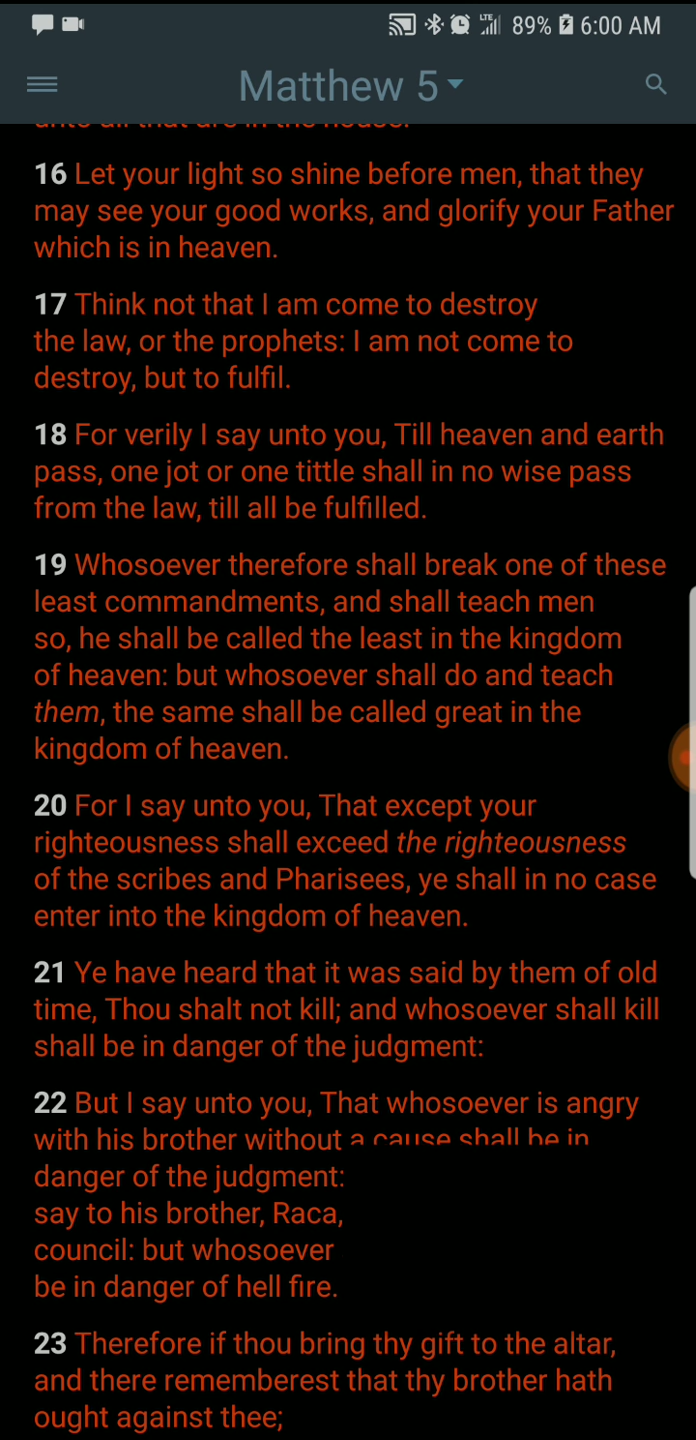 LTE 89% 6:00 AM
Matthew 5
unto all that are in the house.
16 Let your light so shine before men, that they
may see your good works, and glorify your Father
which is in heaven.
17 Think not that I am come to destroy
the law, or the prophets: I am not come to
destroy, but to fulfil.
18 For verily I say unto you, Till heaven and earth
pass, one jot or one tittle shall in no wise pass
from the law, till all be fulfilled.
19 Whosoever therefore shall break one of these
least commandments, and shall teach men
so, he shall be called the least in the kingdom
of heaven: but whosoever shall do and teach
them, the same shall be called great in the
kingdom of heaven.
20 For I say unto you, That except your
righteousness shall exceed the righteousness
of the scribes and Pharisees, ye shall in no case
enter into the kingdom of heaven.
21 Ye have heard that it was said by them of old
time, Thou shalt not kill; and whosoever shall kill
shall be in danger of the judgment:
22 But I say unto you, That whosoever is angry
with his brother without a cause shall be in
danger of the judgment:
say to his brother, Raca,
council: but whosoever
be in danger of hell fire.
23 Therefore if thou bring thy gift to the altar,
and there rememberest that thy brother hath
ought against thee;